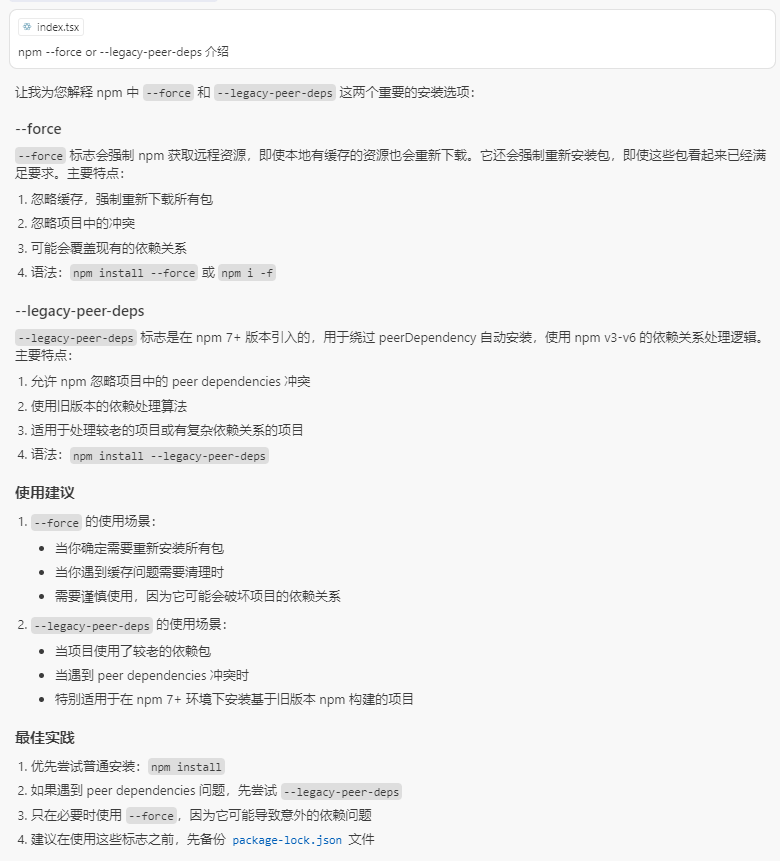 index.tsx
npm --force or --legacy-peer-deps 介绍
让我为您解释 npm 中 --force 和 --legacy-peer-deps 这两个重要的安装选项：
--force
--force 标志会强制 npm 获取远程资源，即使本地有缓存的资源也会重新下载。它还会强制重新安装包，即使这些包看起来已经满
足要求。主要特点：
1. 忽略缓存，强制重新下载所有包
2. 忽略项目中的冲突
3. 可能会覆盖现有的依赖关系
4. 语法： npm install --force 或 npm i -f
--legacy-peer-deps
--legacy-peer-deps 标志是在 npm 7+ 版本引入的，用于绕过 peerDependency 自动安装，使用 npm v3-v6 的依赖关系处理逻辑。
主要特点：
1. 允许 npm 忽略项目中的 peer dependencies 冲突
2. 使用旧版本的依赖处理算法
3. 适用于处理较老的项目或有复杂依赖关系的项目
4. 语法： npm install --legacy-peer-deps
使用建议
1. --force 的使用场景：
• 当你确定需要重新安装所有包
• 当你遇到缓存问题需要清理时
• 需要谨慎使用，因为它可能会破坏项目的依赖关系
2. --legacy-peer-deps 的使用场景：
• 当项目使用了较老的依赖包
• 当遇到 peer dependencies 冲突时
• 特别适用于在 npm 7+ 环境下安装基于旧版本 npm 构建的项目
最佳实践
1. 优先尝试普通安装： npm install
2. 如果遇到 peer dependencies 问题，先尝试 --legacy-peer-deps
3. 只在必要时使用 --force，因为它可能导致意外的依赖问题
4. 建议在使用这些标志之前，先备份 package-lock.json 文件